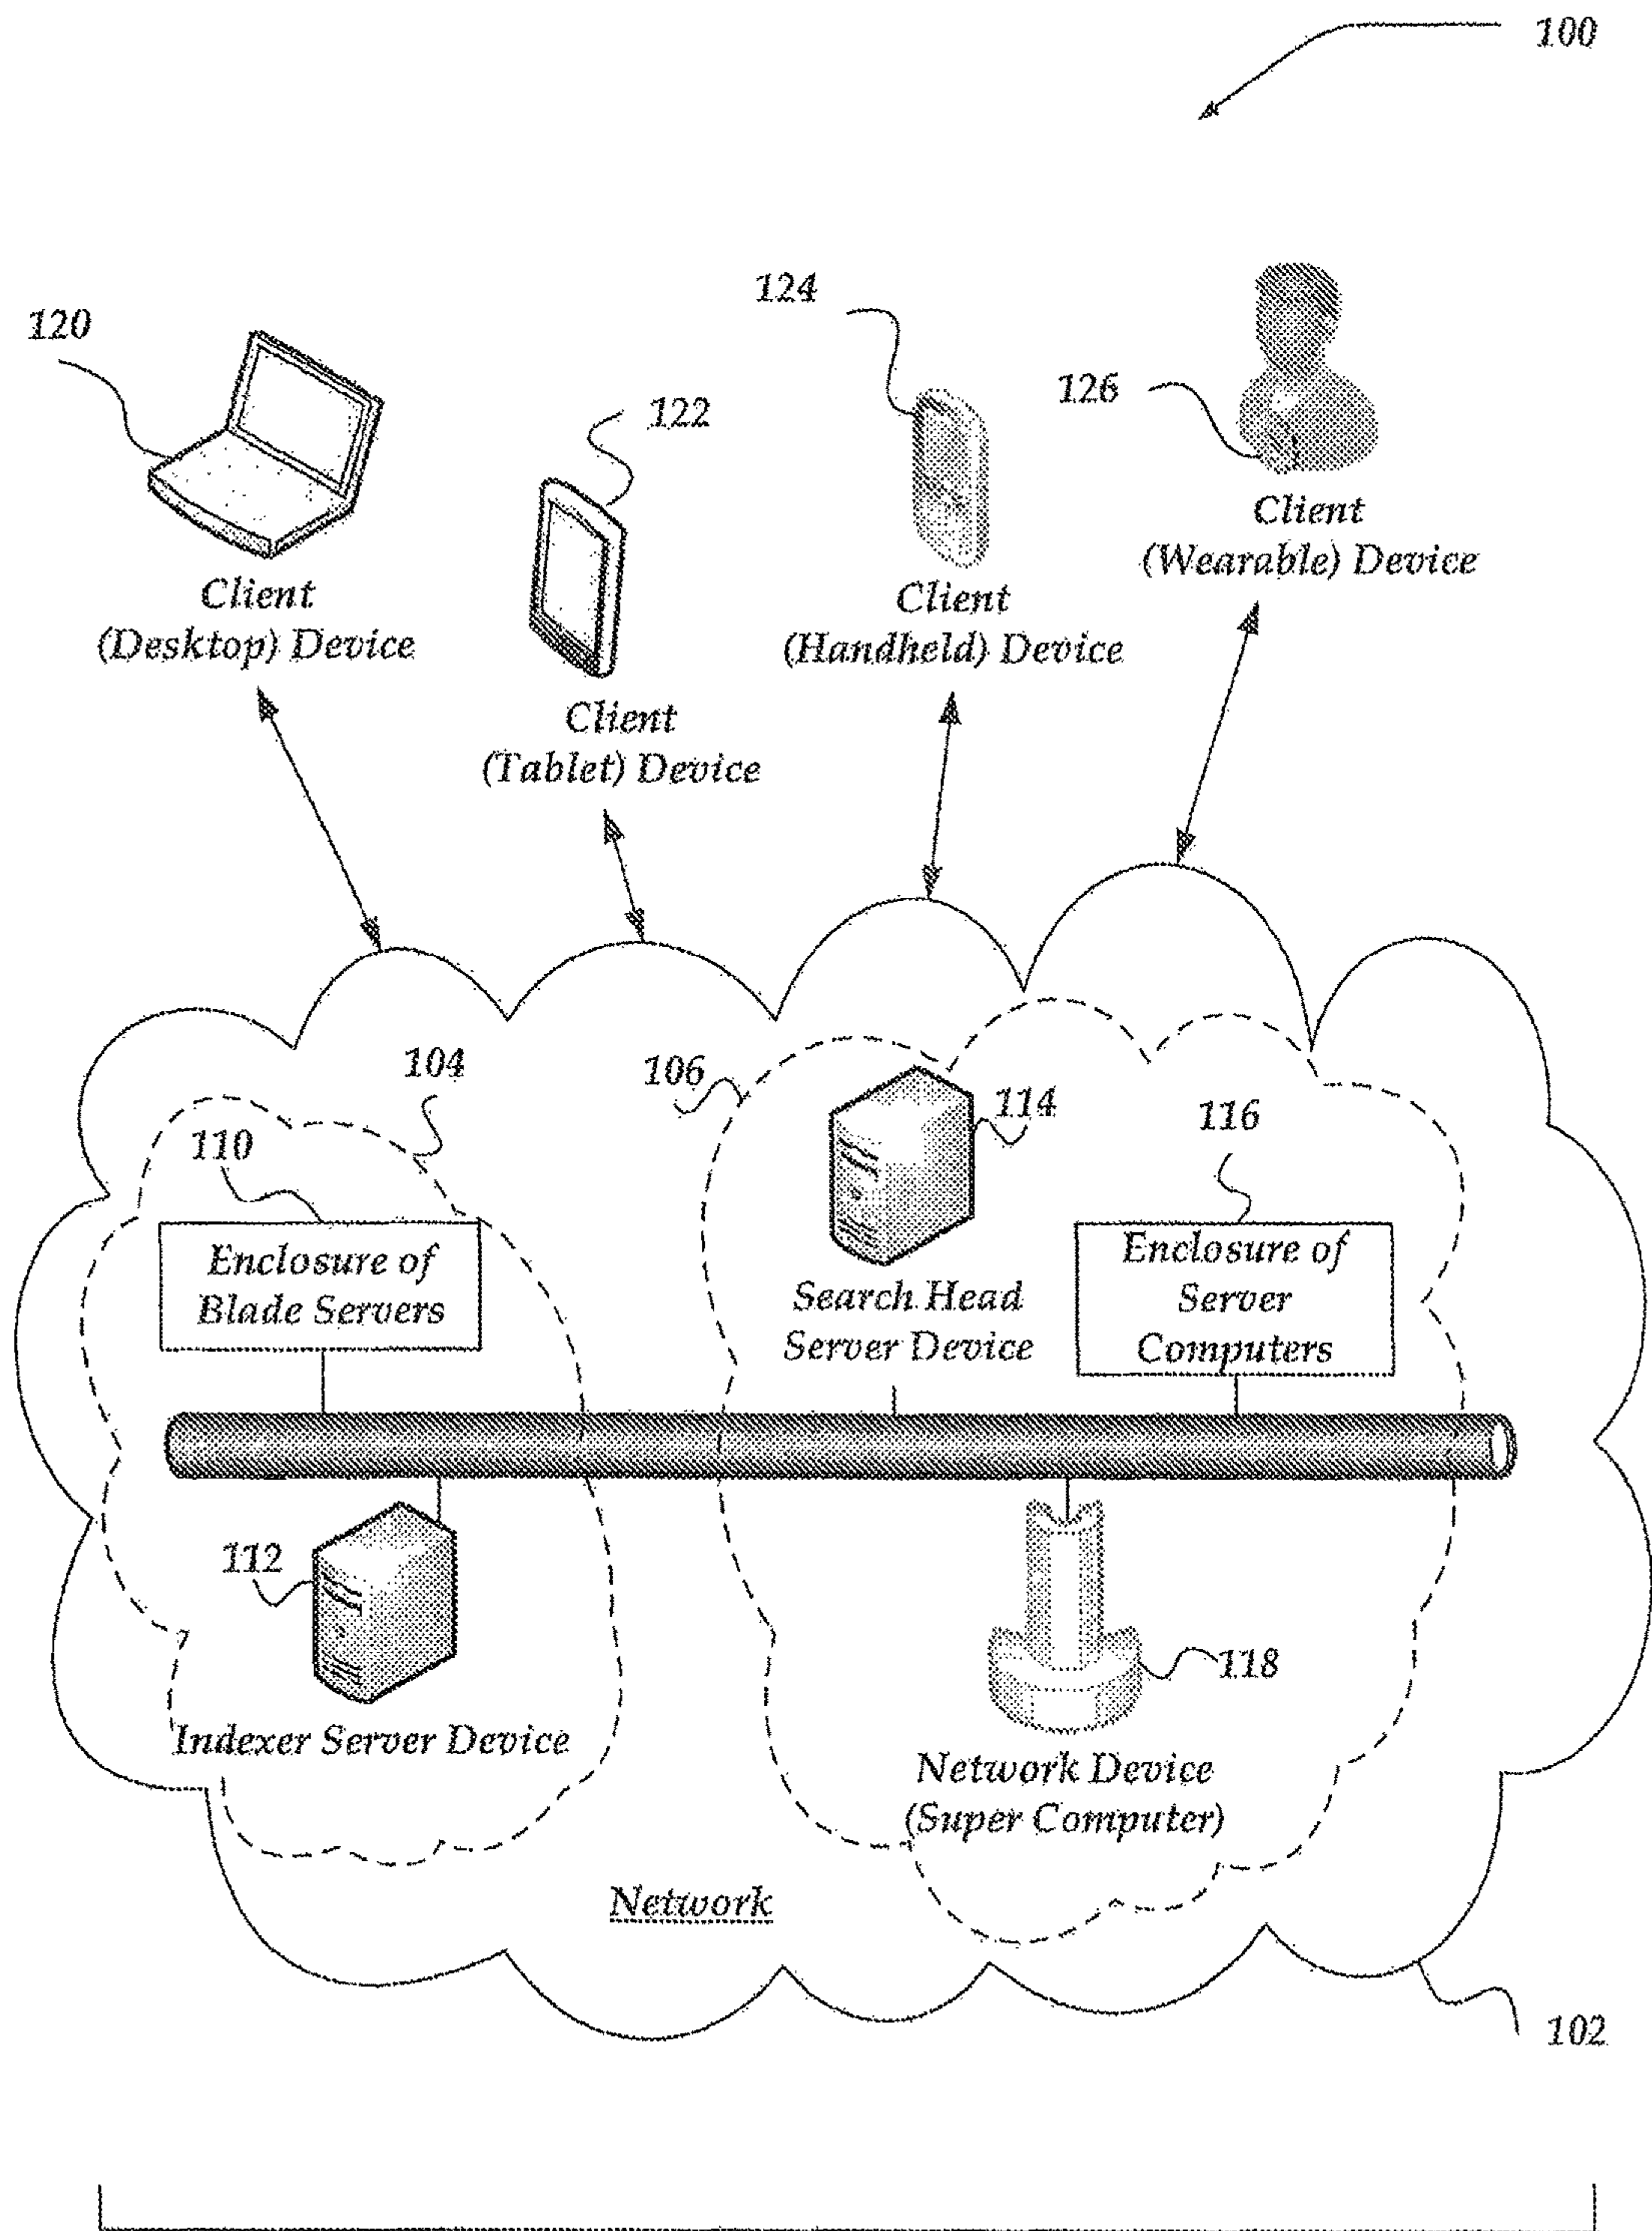 100
124
120
126
122
Client
(Wearable) Device
Client
(Desktop) Device
Client
(Handheld) Device
Client
(Tablet) Device
104
106
114
116
110
Enclosure of
Blade Servers
Enclosure of
Server
Computers
Search Head
Server Device
112
118
Indexer Server Device
Network Device
(Super Computer)
Network
102